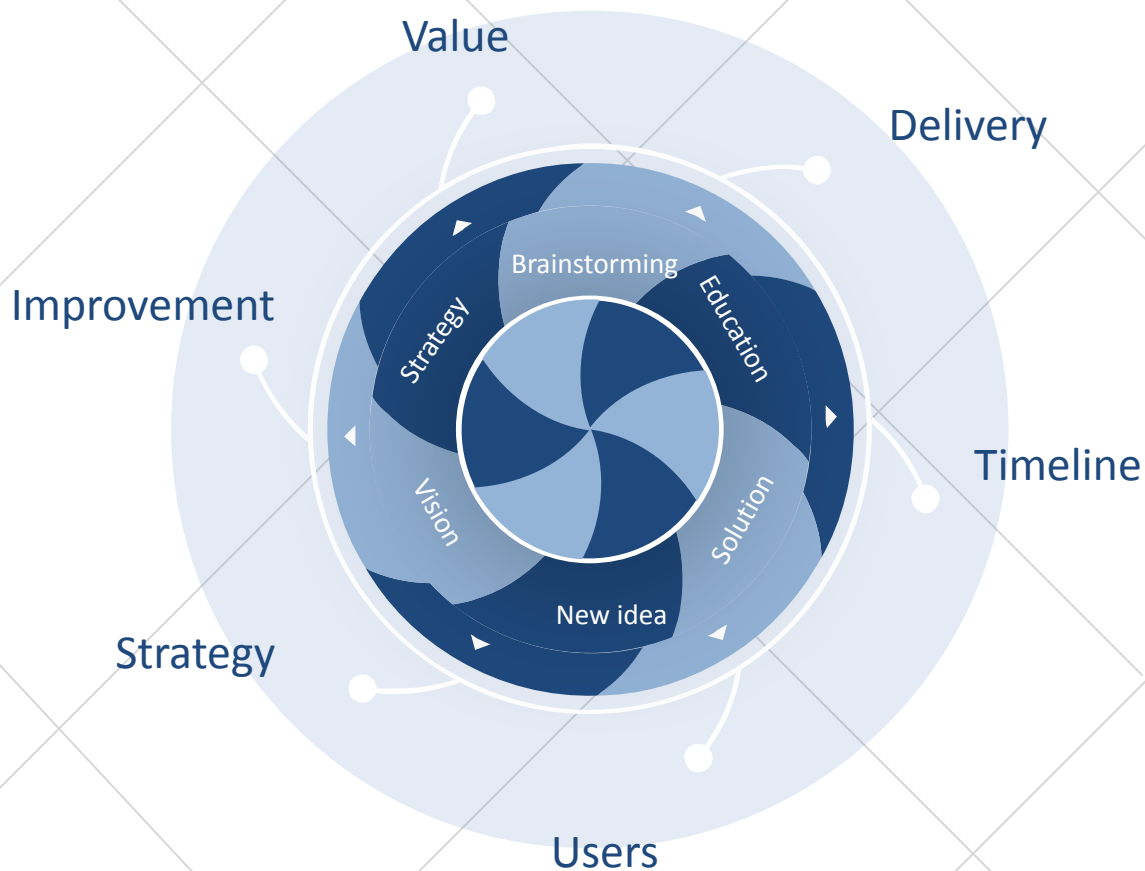 Value
Delivery
Brainstorming
Education
Improvement
Strategy
Timeline
Vision
Solution
New idea
Strategy
Users